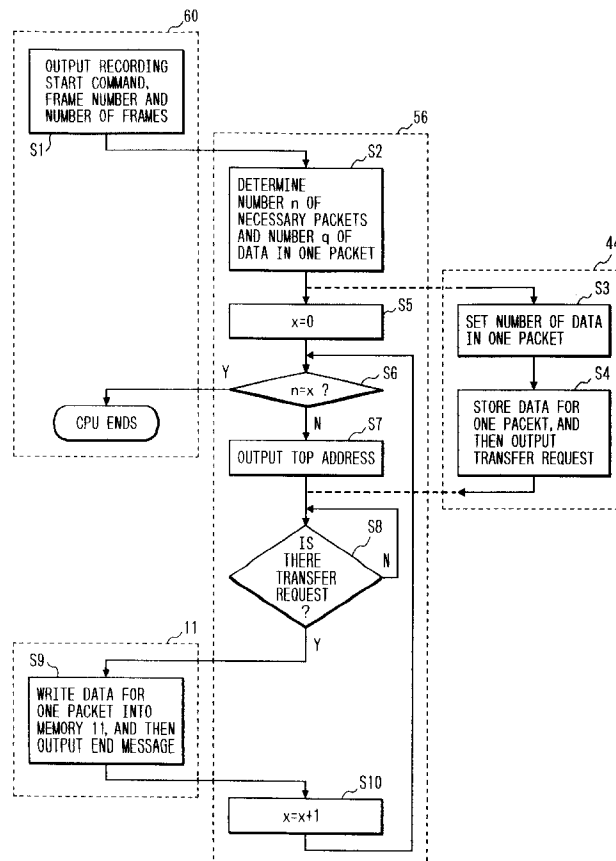 60
OUTPUT RECORDING
START COMMAND,
FRAME NUMBER AND
NUMBER OF FRAMES
S1
56
S2
DETERMINE
NUMBER n OF
NECESSARY PACKETS
AND NUMBER q OF
DATA IN ONE PACKET
44
S3
SET NUMBER OF DATA
IN ONE PACKET
S5
x=0
S4
STORE DATA FOR
ONE PACEKT, AND
THEN OUTPUT
TRANSFER REQUEST
S6
Y
n=x ?
N
CPU ENDS
S7
OUTPUT TOP ADDRESS
S8
IS
THERE
TRANSFER
REQUEST
?
N
Y
11
S9
WRITE DATA FOR
ONE PACKET INTO
MEMORY 11, AND THEN
OUTPUT END MESSAGE
S10
x=x+1